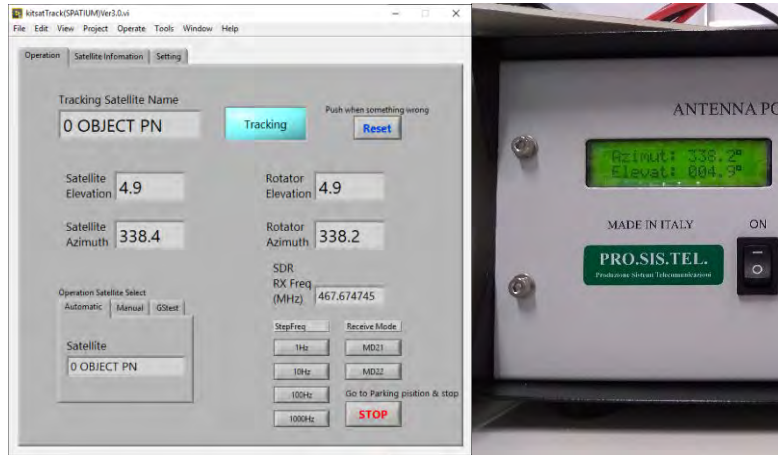 kitsatTrack(SPATIUM)Ver3.0.vi
File Edit View Project Operate Tools Window Help
Operation Satellite Infomation Setting
Tracking Satellite Name
0 OBJECT PN
Tracking
Push when something wrong
Reset
Satellite Elevation 4.9
Rotator Elevation 4.9
Satellite Azimuth 338.4
Rotator Azimuth 338.2
SDR
RX Freq
(MHz) 467.674745
Operation Satellite Select
Automatic Manual GStest
Satellite
0 OBJECT PN
StepFreq Receive Mode
1Hz MD21
10Hz MD22
100Hz Go to Parking pisition & stop
1000Hz STOP
ANTENNA PO
Azimut: 338.2°
Elevat: 004.9°
MADE IN ITALY ON
PRO.SIS.TEL.
Produzione Sistemi Telecomunicazioni